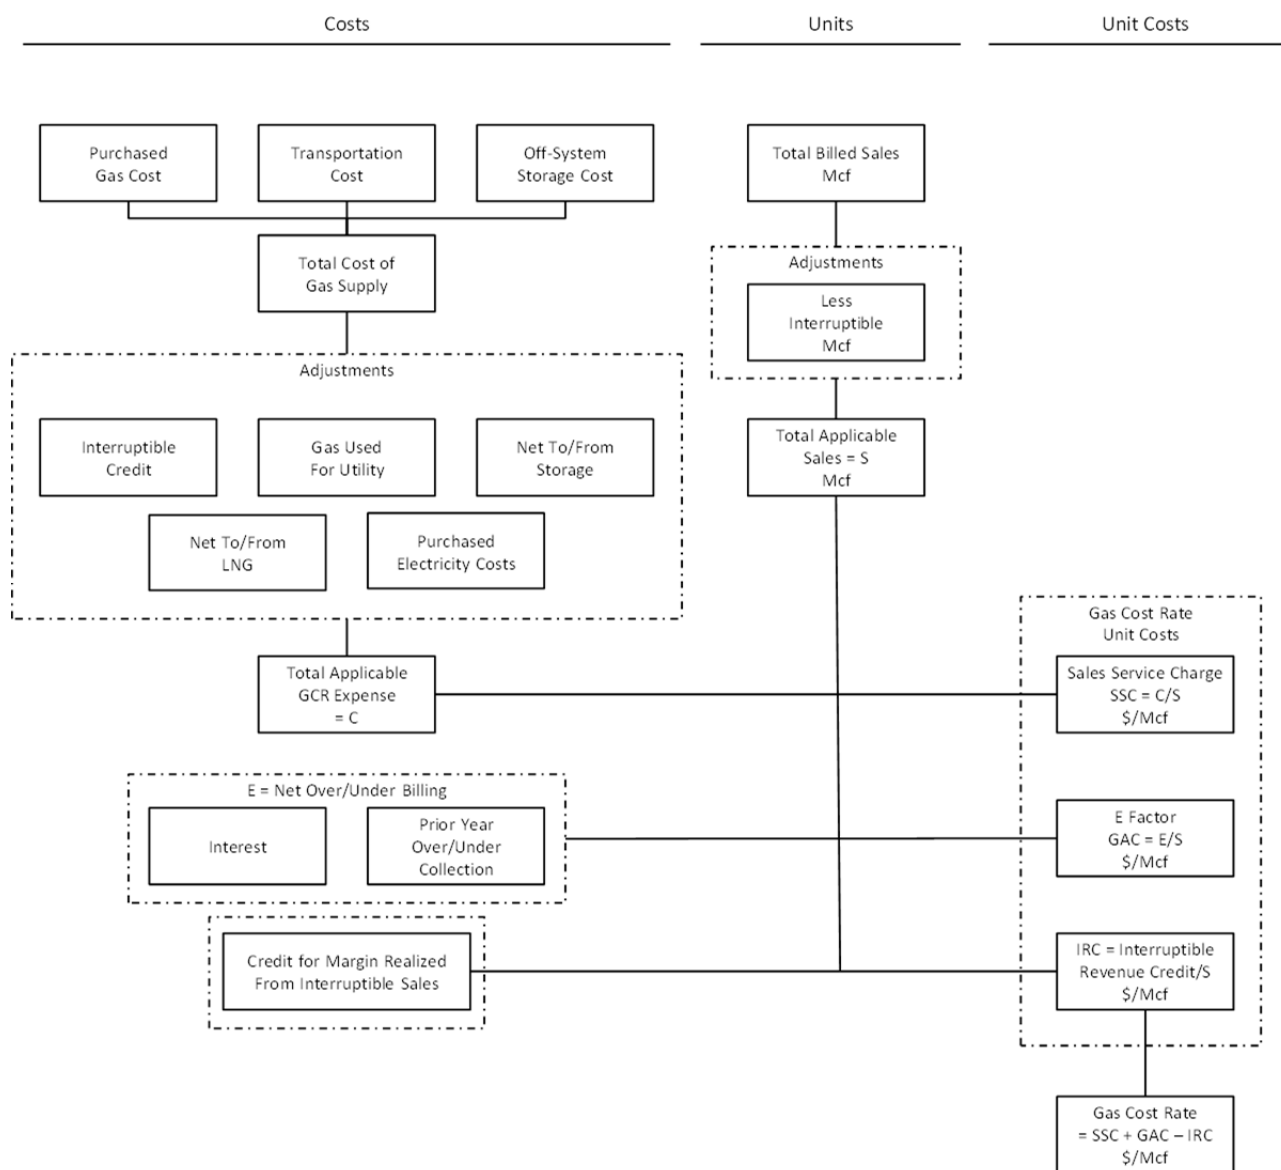 Costs
Units
Unit Costs
Purchased
Gas Cost
Transportation
Cost
Off-System
Storage Cost
Total Billed Sales
Mcf
Total Cost of
Gas Supply
Adjustments
Less
Interruptible
Mcf
Adjustments
Interruptible
Credit
Gas Used
For Utility
Net To/From
Storage
Net To/From
LNG
Purchased
Electricity Costs
Total Applicable
Sales = S
Mcf
Total Applicable
GCR Expense
= C
Gas Cost Rate
Unit Costs
Sales Service Charge
SSC = C/S
$/Mcf
E = Net Over/Under Billing
Interest
Prior Year
Over/Under
Collection
E Factor
GAC = E/S
$/Mcf
Credit for Margin Realized
From Interruptible Sales
IRC = Interruptible
Revenue Credit/S
$/Mcf
Gas Cost Rate
= SSC + GAC – IRC
$/Mcf